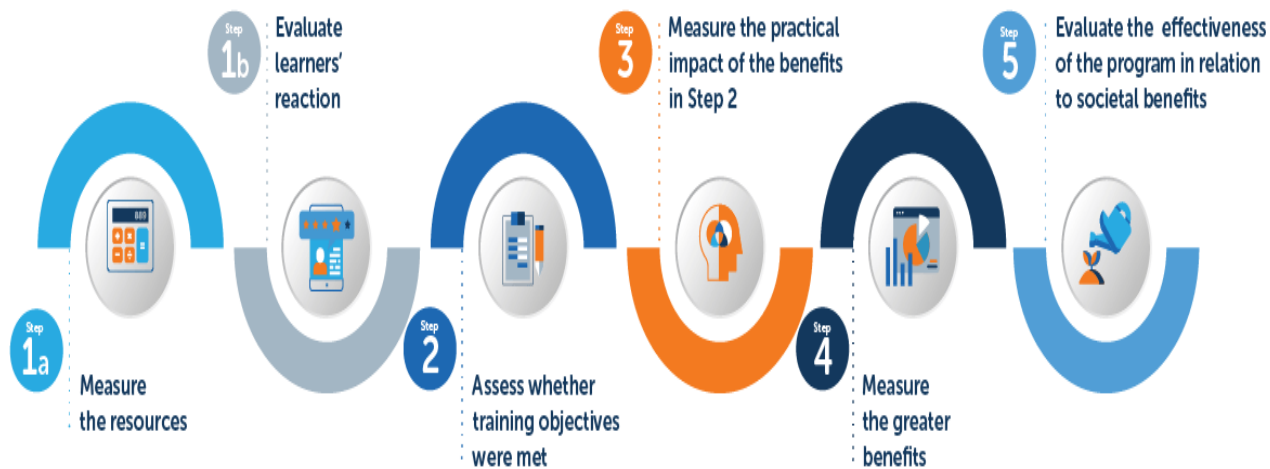 Step
1a
Measure
the resources
Step
1b
Evaluate
learners'
reaction
Step
2
Assess whether
training objectives
were met
Step
3
Measure the practical
impact of the benefits
in Step 2
Step
4
Measure
the greater
benefits
Step
5
Evaluate the effectiveness
of the program in relation
to societal benefits
889